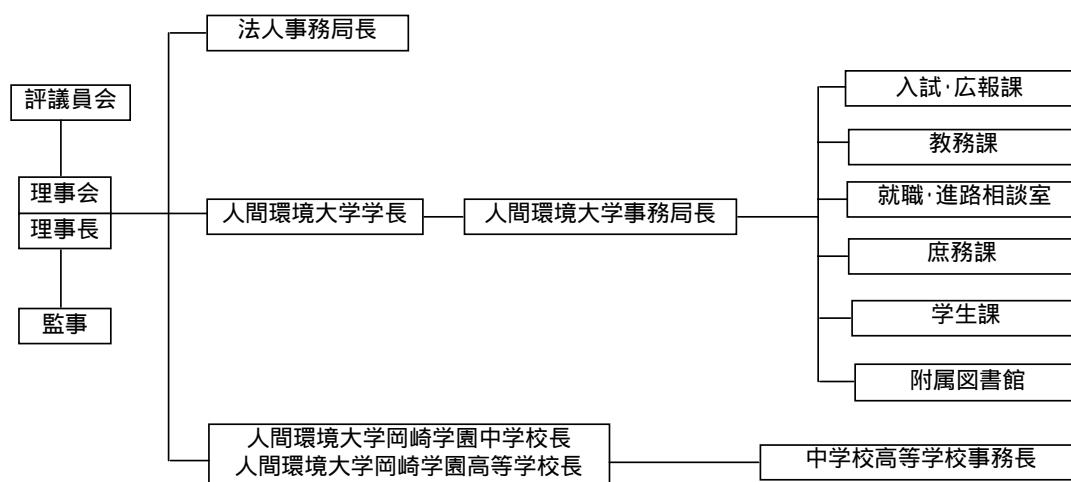 法人事務局長
評議員会
理事会
理事長
監事
人間環境大学学長
人間環境大学事務局長
入試・広報課
教務課
就職・進路相談室
庶務課
学生課
附属図書館
人間環境大学岡崎学園中学校長
人間環境大学岡崎学園高等学校長
中学校高等学校事務長